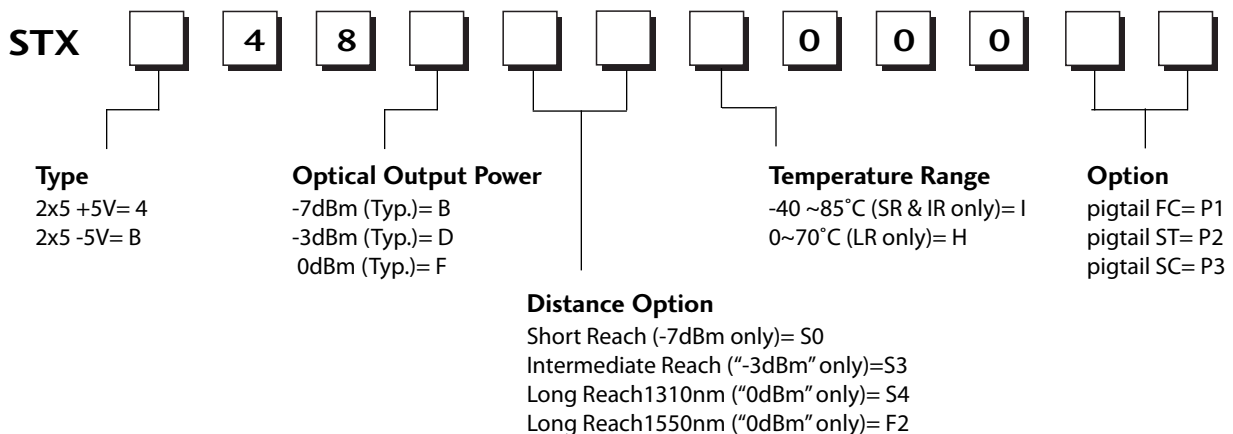 STX 4 8 0 0 0
Type
2x5 +5V= 4
2x5 -5V= B
Optical Output Power
-7dBm (Typ.)= B
-3dBm (Typ.)= D
0dBm (Typ.)= F
Temperature Range
-40 ~85˚C (SR & IR only)= I
0~70˚C (LR only)= H
Option
pigtail FC= P1
pigtail ST= P2
pigtail SC= P3
Distance Option
Short Reach (-7dBm only)= S0
Intermediate Reach (“-3dBm” only)=S3
Long Reach1310nm (“0dBm” only)= S4
Long Reach1550nm (“0dBm” only)= F2